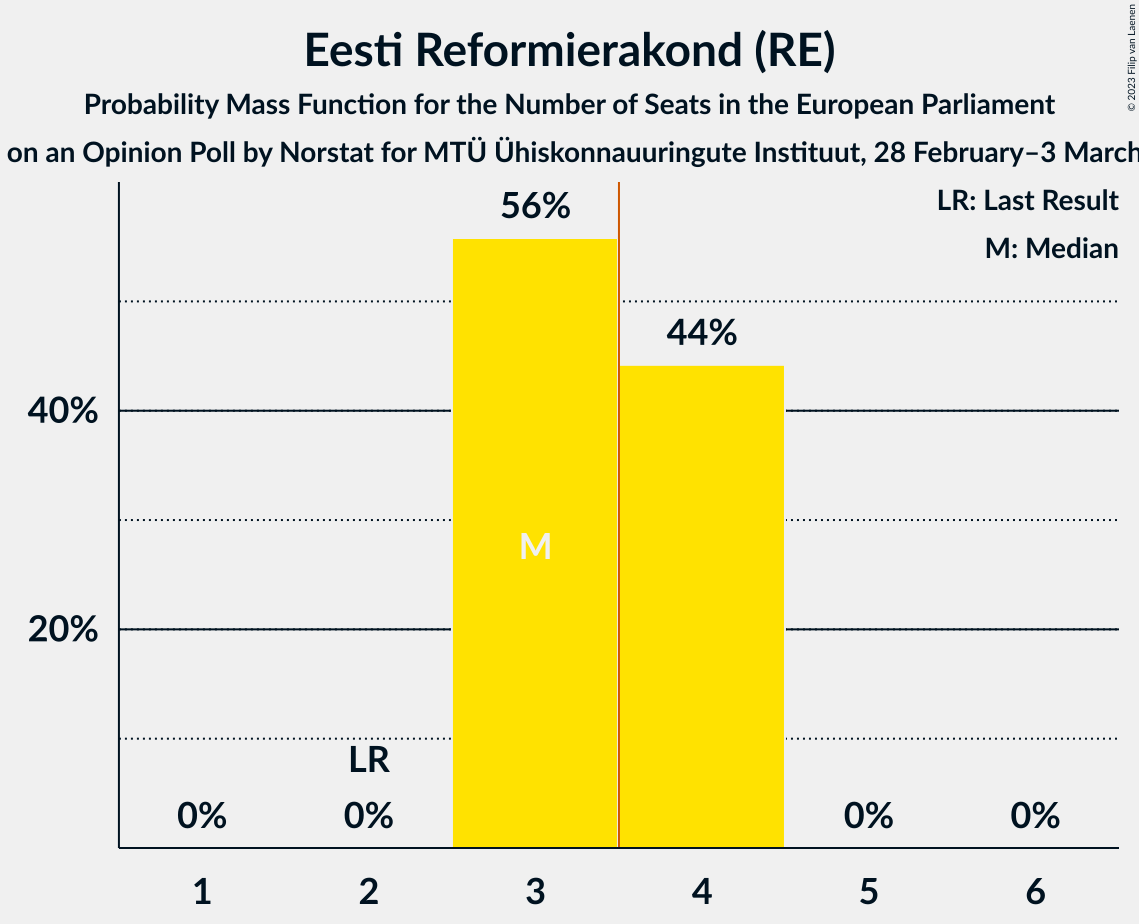 Eesti Reformierakond (RE)
Probability Mass Function for the Number of Seats in the European Parliament
on an Opinion Poll by Norstat for MTÜ Ühiskonnauuringute Instituut, 28 February–3 March
© 2023 Filip van Laenen
LR: Last Result
M: Median
56%
44%
40%
M
20%
LR
0% 0% 0% 0%
1 2 3 4 5 6